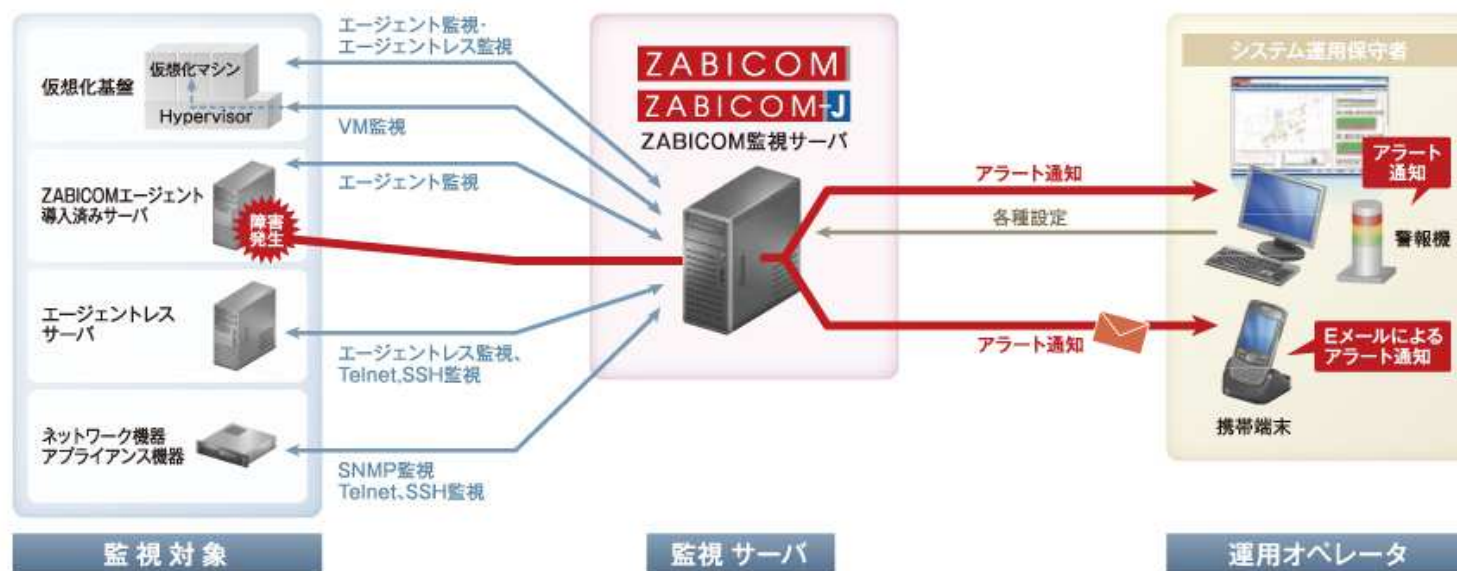 仮想化基盤
仮想化マシン
Hypervisor
ZABICOMエージェント
導入済みサーバ
障害
発生
エージェントレス
サーバ
ネットワーク機器
アプライアンス機器
監視対象
エージェント監視・
エージェントレス監視
VM監視
エージェント監視
エージェントレス監視、
Telnet,SSH監視
SNMP監視
Telnet、SSH監視
ZABICOM
ZABICOM-J
ZABICOM監視サーバ
監視 サーバ
アラート通知
各種設定
アラート通知
システム運用保守者
アラート
通知
警報機
Eメールによる
アラート通知
携帯端末
運用オペレータ